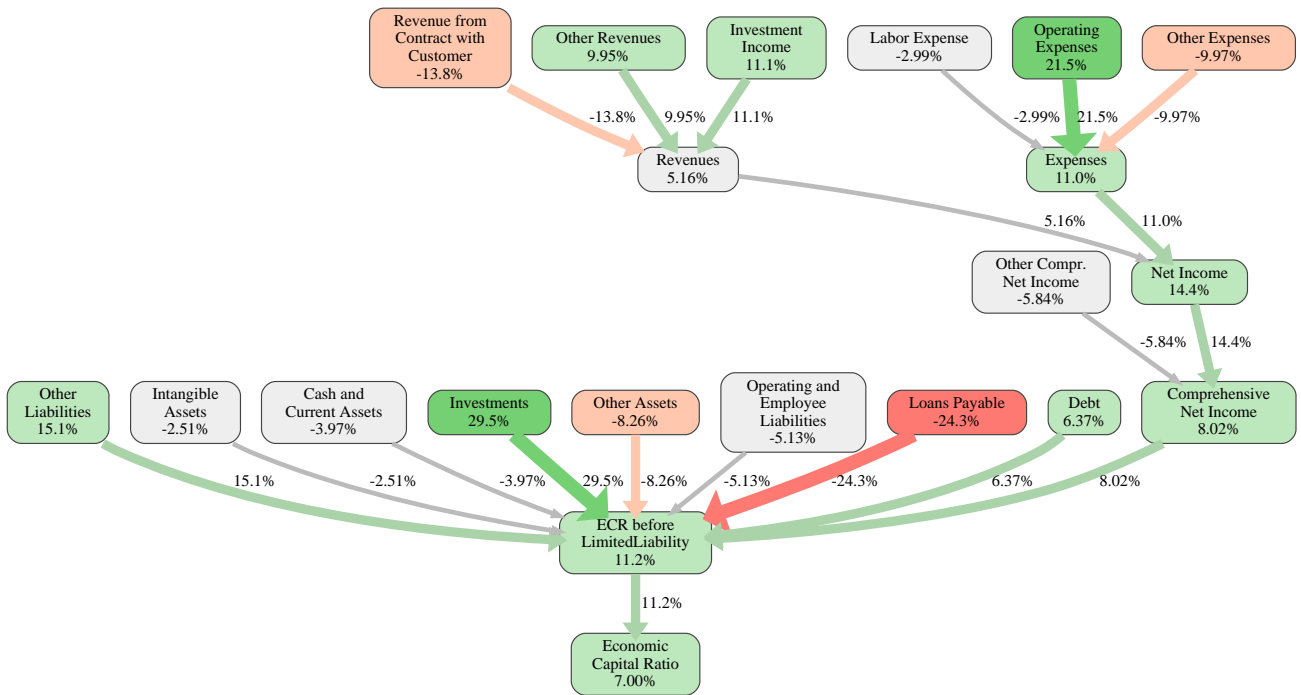 Revenue from
Contract with
Customer
-13.8%
Other Revenues
9.95%
Investment
Income
11.1%
Labor Expense
-2.99%
Operating
Expenses
21.5%
Other Expenses
-9.97%
-13.8%
9.95%
11.1%
-2.99%
21.5%
-9.97%
Revenues
5.16%
Expenses
11.0%
5.16%
11.0%
Other Compr.
Net Income
-5.84%
Net Income
14.4%
-5.84%
14.4%
Other
Liabilities
15.1%
Intangible
Assets
-2.51%
Cash and
Current Assets
-3.97%
Investments
29.5%
Other Assets
-8.26%
Operating and
Employee
Liabilities
-5.13%
Loans Payable
-24.3%
Debt
6.37%
Comprehensive
Net Income
8.02%
15.1%
-2.51%
-3.97%
29.5%
-8.26%
-5.13%
-24.3%
6.37%
8.02%
ECR before
LimitedLiability
11.2%
11.2%
Economic
Capital Ratio
7.00%